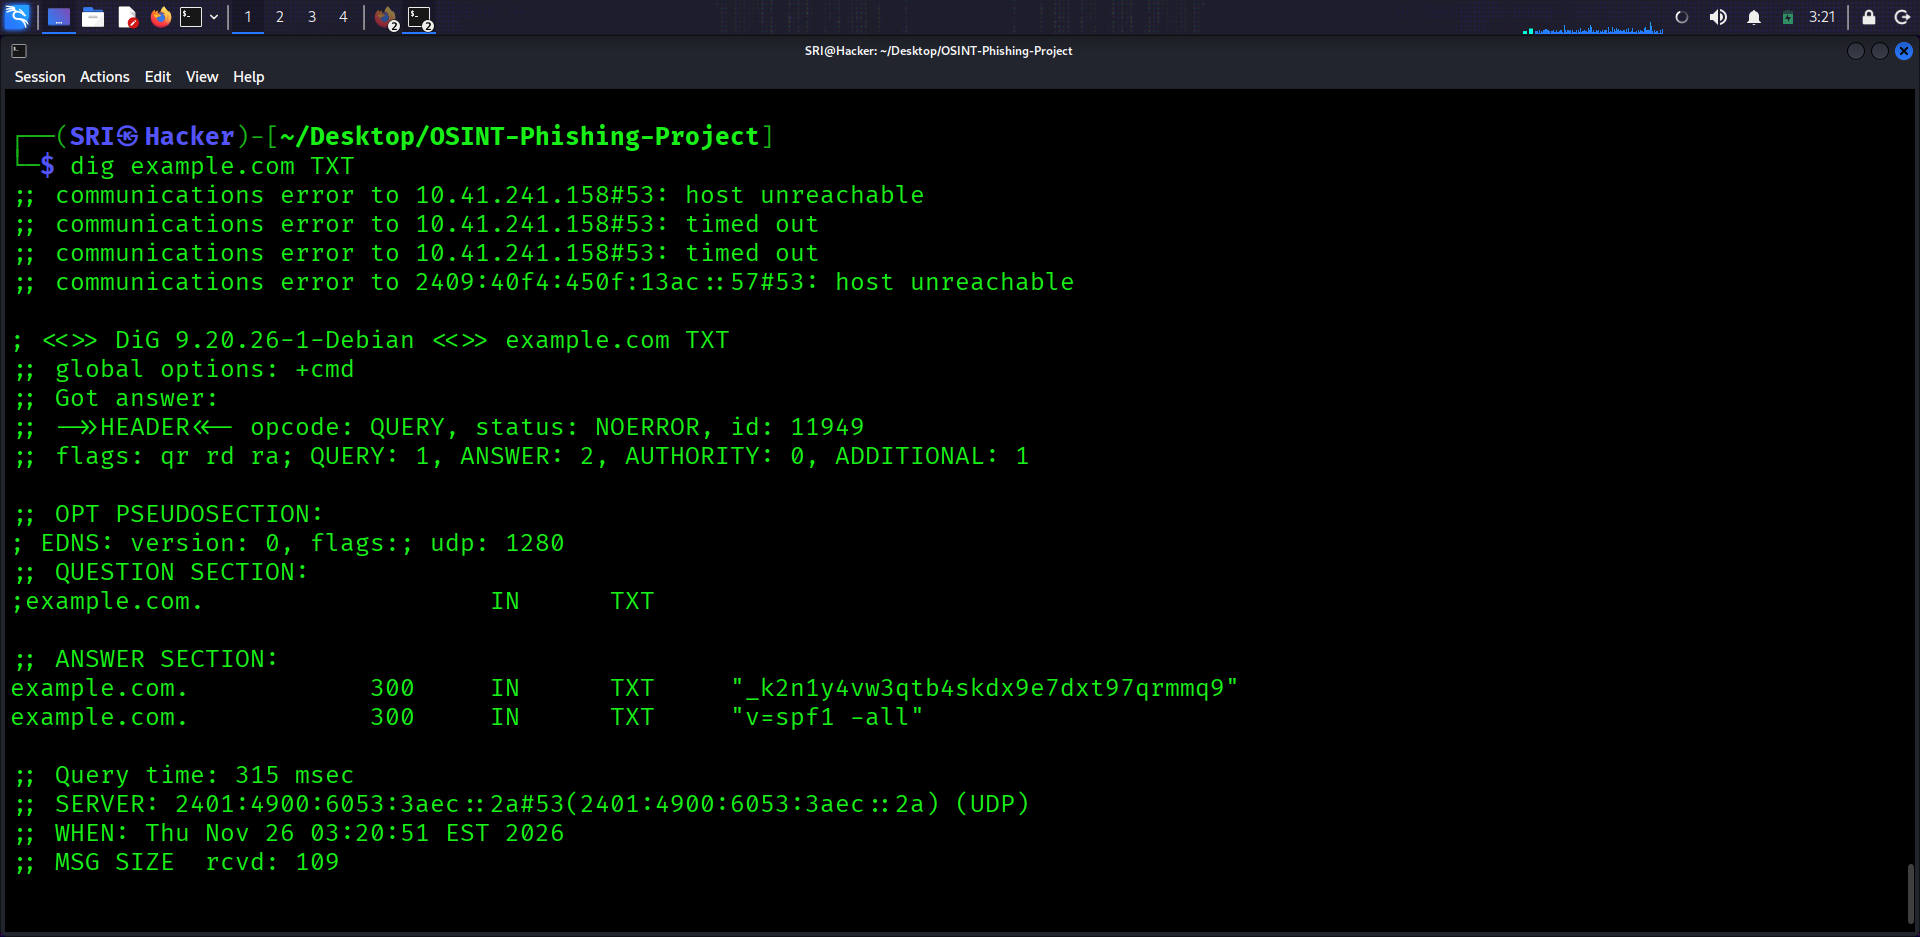 1 2 3 4 2 2 3:21
SRI@Hacker: ~/Desktop/OSINT-Phishing-Project
Session Actions Edit View Help
┌──(SRI㉿Hacker)-[~/Desktop/OSINT-Phishing-Project]
└─$ dig example.com TXT
;; communications error to 10.41.241.158#53: host unreachable
;; communications error to 10.41.241.158#53: timed out
;; communications error to 10.41.241.158#53: timed out
;; communications error to 2409:40f4:450f:13ac::57#53: host unreachable
; <<>> DiG 9.20.26-1-Debian <<>> example.com TXT
;; global options: +cmd
;; Got answer:
;; ->>HEADER<<- opcode: QUERY, status: NOERROR, id: 11949
;; flags: qr rd ra; QUERY: 1, ANSWER: 2, AUTHORITY: 0, ADDITIONAL: 1
;; OPT PSEUDOSECTION:
; EDNS: version: 0, flags:; udp: 1280
;; QUESTION SECTION:
;example.com. IN TXT
;; ANSWER SECTION:
example.com. 300 IN TXT "_k2n1y4vw3qtb4skdx9e7dxt97qrmmq9"
example.com. 300 IN TXT "v=spf1 -all"
;; Query time: 315 msec
;; SERVER: 2401:4900:6053:3aec::2a#53(2401:4900:6053:3aec::2a) (UDP)
;; WHEN: Thu Nov 26 03:20:51 EST 2026
;; MSG SIZE  rcvd: 109